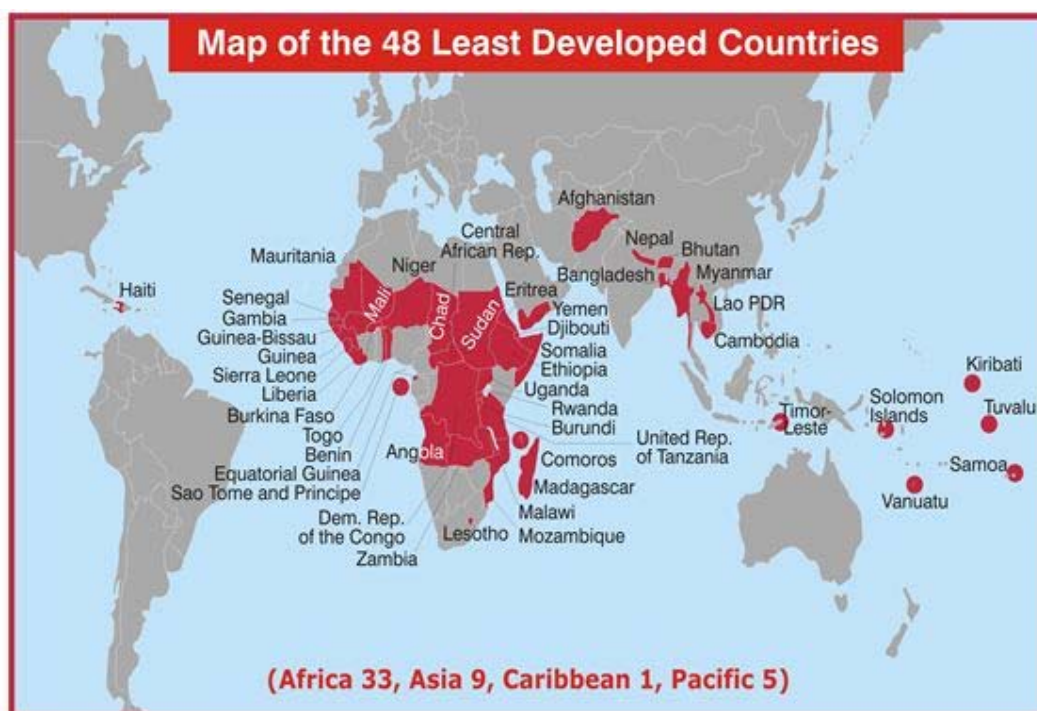 Map of the 48 Least Developed Countries
Afghanistan
Nepal
Bhutan
Bangladesh
Myanmar
Lao PDR
Cambodia
Central
African Rep.
Mauritania
Niger
Mali
Chad
Sudan
Eritrea
Yemen
Djibouti
Haiti
Senegal
Gambia
Guinea-Bissau
Guinea
Sierra Leone
Liberia
Burkina Faso
Togo
Benin
Equatorial Guinea
Sao Tome and Principe
Somalia
Ethiopia
Uganda
Rwanda
Burundi
United Rep.
of Tanzania
Angola
Comoros
Madagascar
Malawi
Mozambique
Dem. Rep.
of the Congo
Zambia
Lesotho
Timor-
Leste
Solomon
Islands
Kiribati
Tuvalu
Samoa
Vanuatu
(Africa 33, Asia 9, Caribbean 1, Pacific 5)